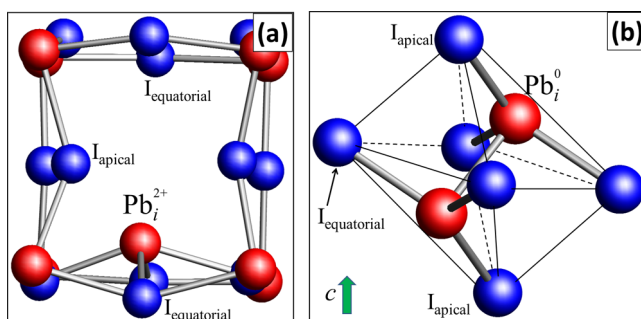 (a)
I_equatorial
I_apical
Pb_i^2+
I_equatorial
(b)
I_apical
Pb_i^0
I_equatorial
c
I_apical